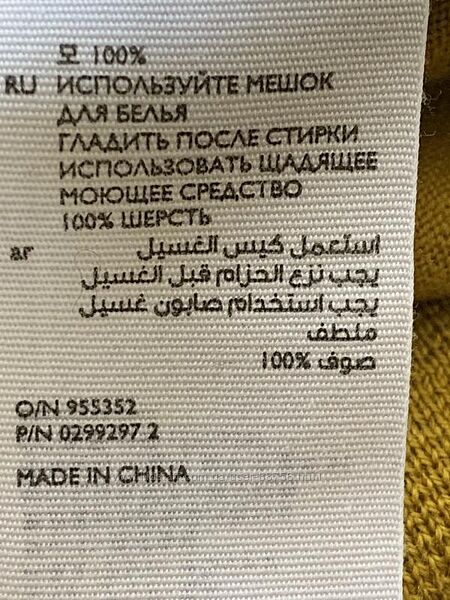 모 100%
RU ИСПОЛЬЗУЙТЕ МЕШОК
ДЛЯ БЕЛЬЯ
ГЛАДИТЬ ПОСЛЕ СТИРКИ
ИСПОЛЬЗОВАТЬ ЩАДЯЩЕЕ
МОЮЩЕЕ СРЕДСТВО
100% ШЕРСТЬ
ar استعمل كيس الغسيل
يجب نزع الحزام قبل الغسيل
يجب استخدام صابون غسيل
ملطف
صوف 100%
O/N 955352
P/N 0299297 2
MADE IN CHINA